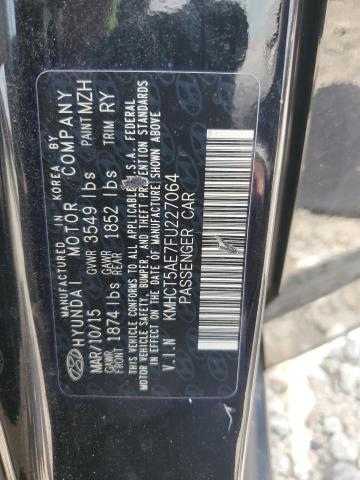 MANUFACTURED IN KOREA BY
HYUNDAI MOTOR COMPANY
MAR/10/15 GVWR 3549 lbs PAINT MZH
GAWR FRONT 1874 lbs GAWR REAR 1852 lbs TRIM RY
THIS VEHICLE CONFORMS TO ALL APPLICABLE U.S.A. FEDERAL
MOTOR VEHICLE SAFETY, BUMPER, AND THEFT PREVENTION STANDARDS
IN EFFECT ON THE DATE OF MANUFACTURE SHOWN ABOVE
V.I.N KMHCT5AE7FU227064
PASSENGER CAR